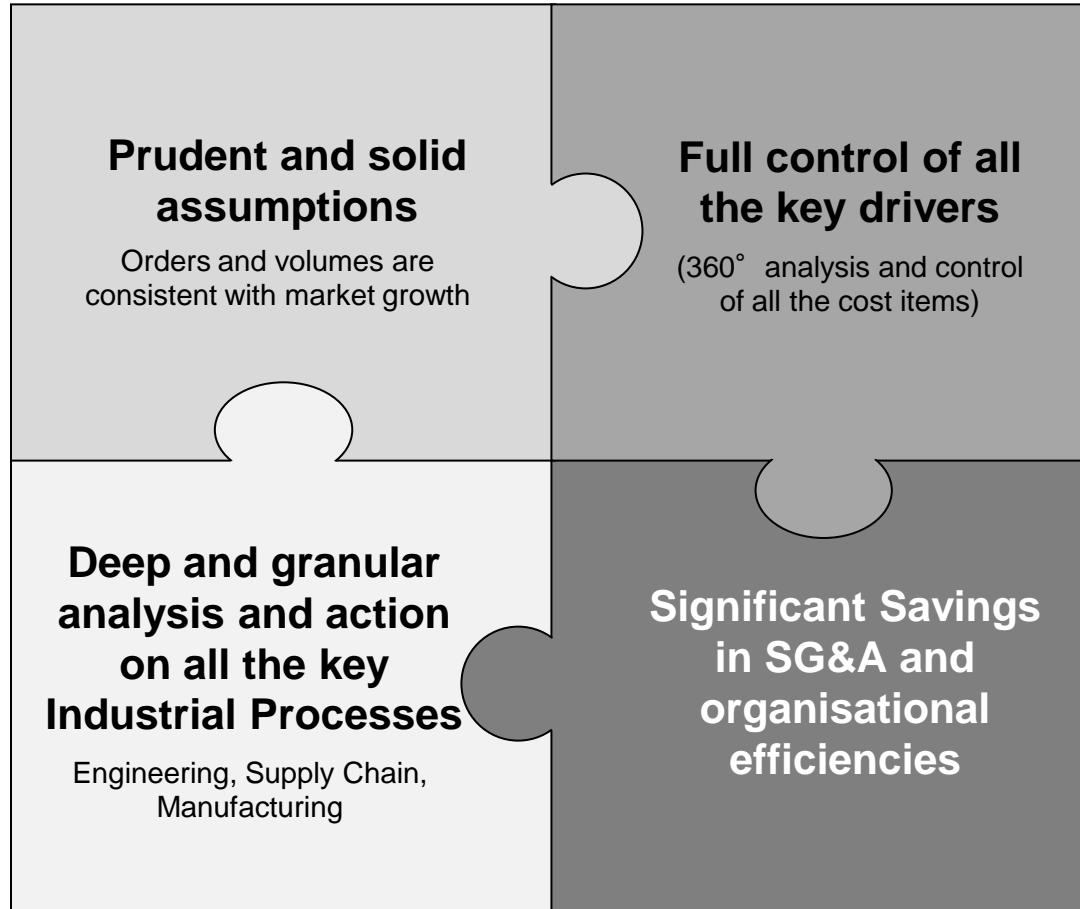 Prudent and solid
assumptions
Orders and volumes are
consistent with market growth
Full control of all
the key drivers
(360° analysis and control
of all the cost items)
Deep and granular
analysis and action
on all the key
Industrial Processes
Engineering, Supply Chain,
Manufacturing
Significant Savings
in SG&A and
organisational
efficiencies